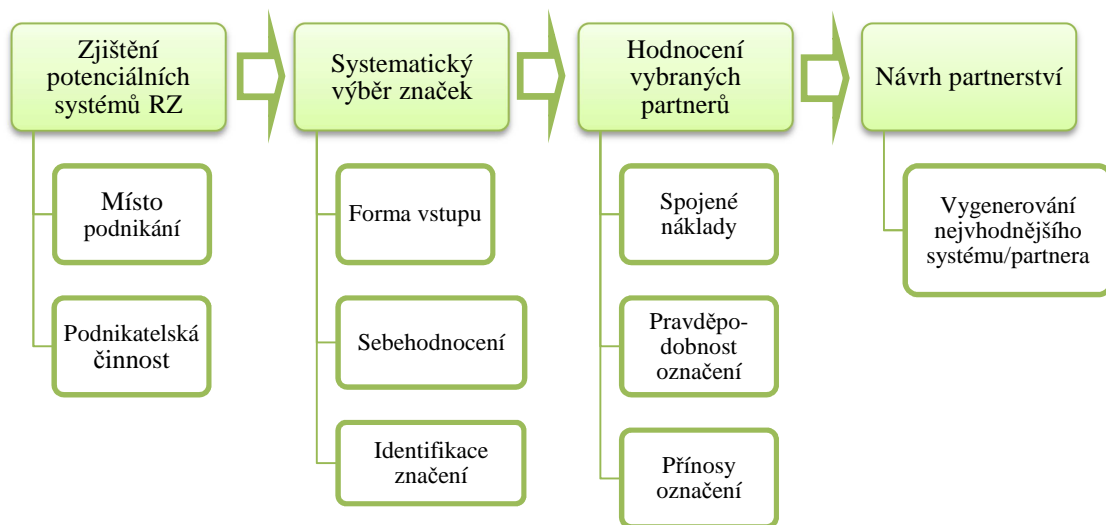 Zjištění
potenciálních
systémů RZ
Místo
podnikání
Podnikatelská
činnost
Systematický
výběr značek
Forma vstupu
Sebehodnocení
Identifikace
značení
Hodnocení
vybraných
partnerů
Spojené
náklady
Pravděpo-
dobnost
označení
Přínosy
označení
Návrh partnerství
Vygenerování
nejvhodnějšího
systému/partnera